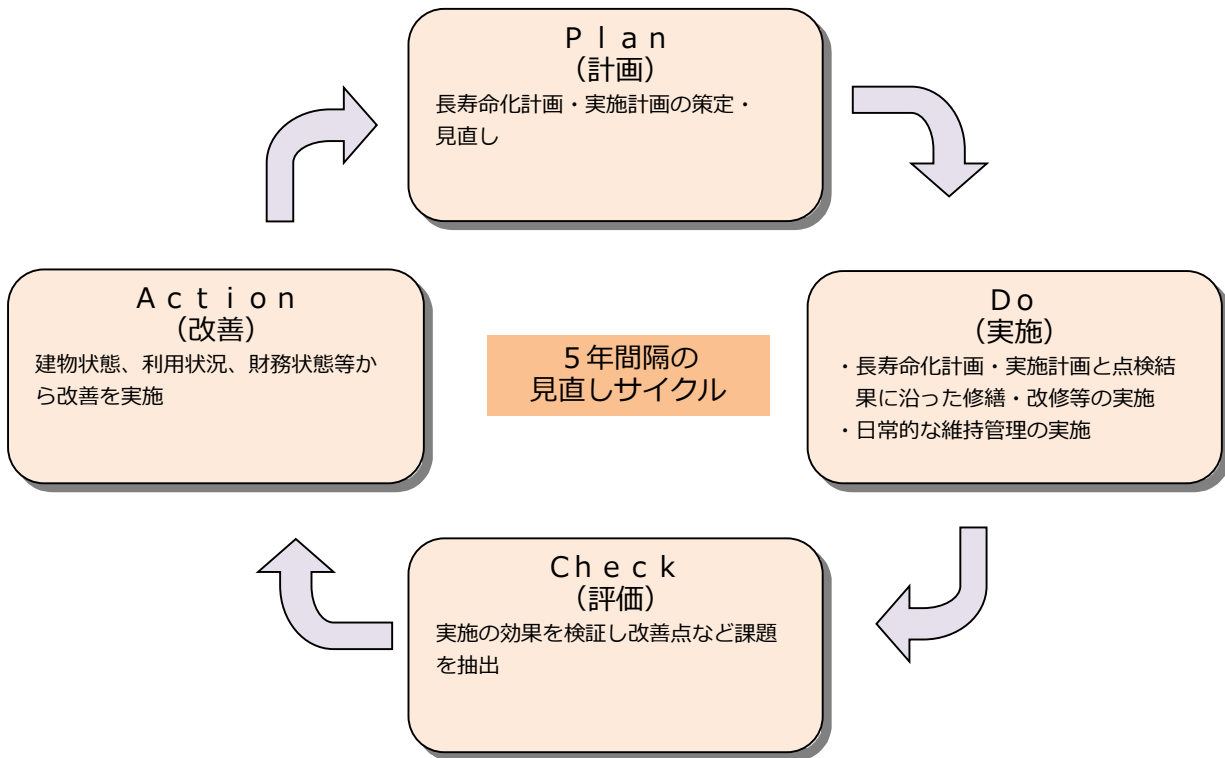 Ｐｌａｎ
（計画）
長寿命化計画・実施計画の策定・
見直し
Ａｃｔｉｏｎ
（改善）
建物状態、利用状況、財務状態等か
ら改善を実施
５年間隔の
見直しサイクル
Ｄｏ
（実施）
・長寿命化計画・実施計画と点検結
果に沿った修繕・改修等の実施
・日常的な維持管理の実施
Ｃｈｅｃｋ
（評価）
実施の効果を検証し改善点など課題
を抽出